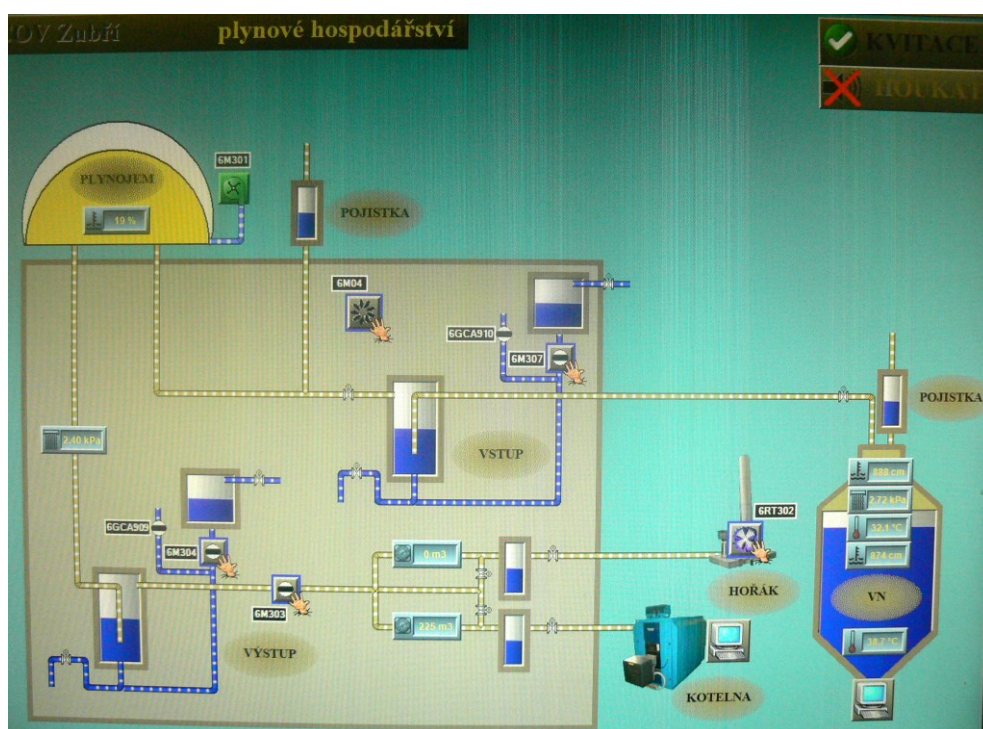 ROV Zubří
plynové hospodářství
KVITACE
HOUKAT
6M301
PLYNOJEM
19 %
POJISTKA
6M04
6GCA910
6M307
POJISTKA
2.40 kPa
VSTUP
888 cm
2.72 kPa
32.1 °C
874 cm
6GCA909
6M304
6RT302
0 m3
HOŘÁK
VN
6M303
225 m3
38.7 °C
VÝSTUP
KOTELNA